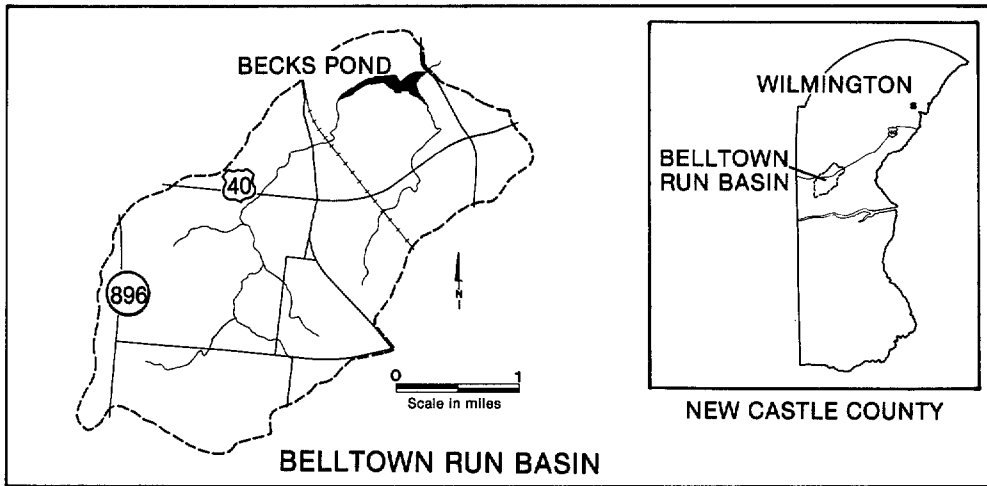 BECKS POND
40
896
N
0 1
Scale in miles
BELLTOWN RUN BASIN
WILMINGTON
BELLTOWN
RUN BASIN
NEW CASTLE COUNTY